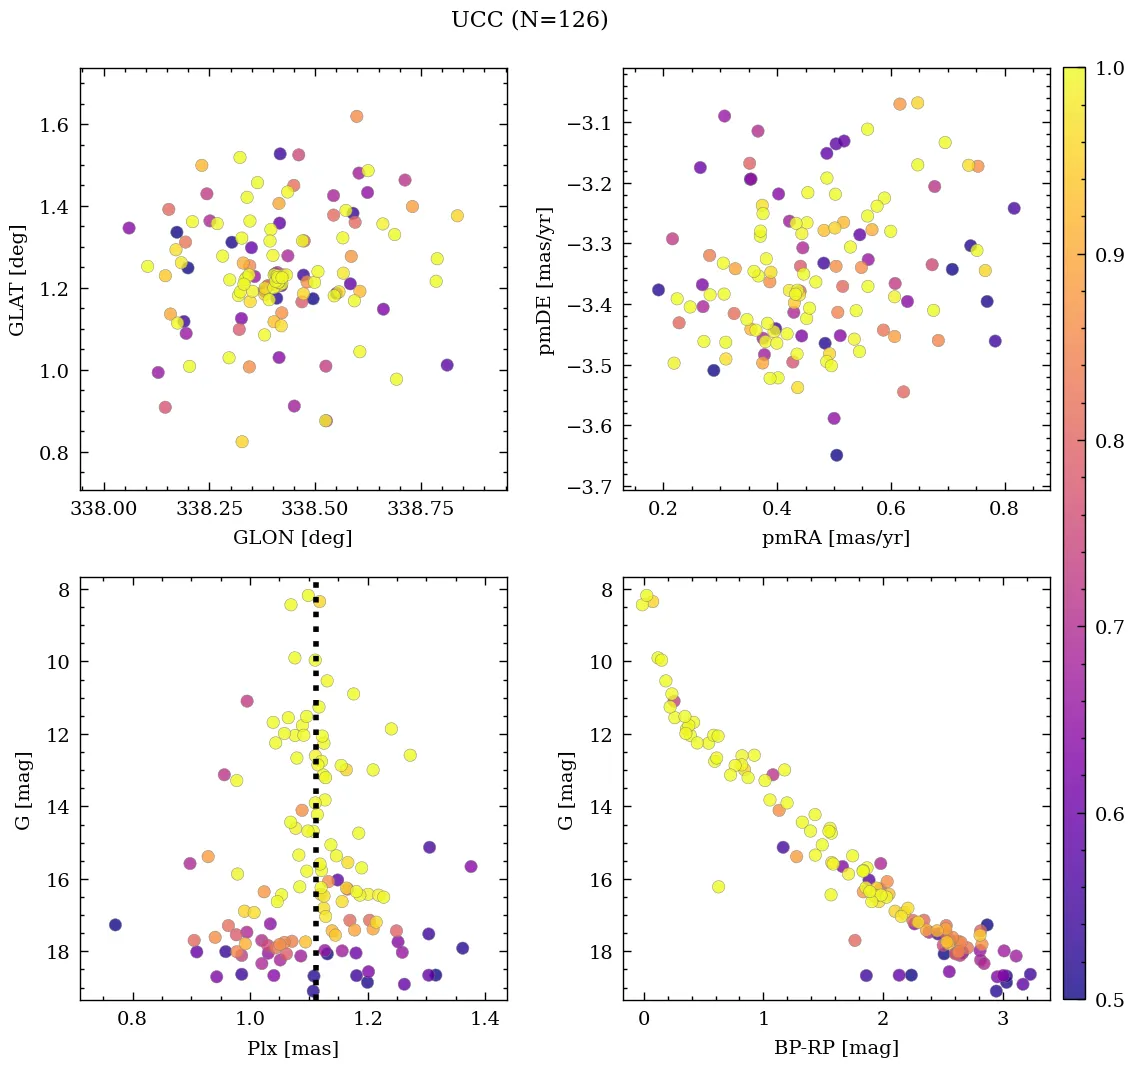 UCC (N=126)
1.6
1.4
1.2
1.0
0.8
GLAT [deg]
338.00 338.25 338.50 338.75
GLON [deg]
−3.1
−3.2
−3.3
−3.4
−3.5
−3.6
−3.7
pmDE [mas/yr]
0.2 0.4 0.6 0.8
pmRA [mas/yr]
8
10
12
14
16
18
G [mag]
0.8 1.0 1.2 1.4
Plx [mas]
8
10
12
14
16
18
G [mag]
0 1 2 3
BP-RP [mag]
1.0
0.9
0.8
0.7
0.6
0.5